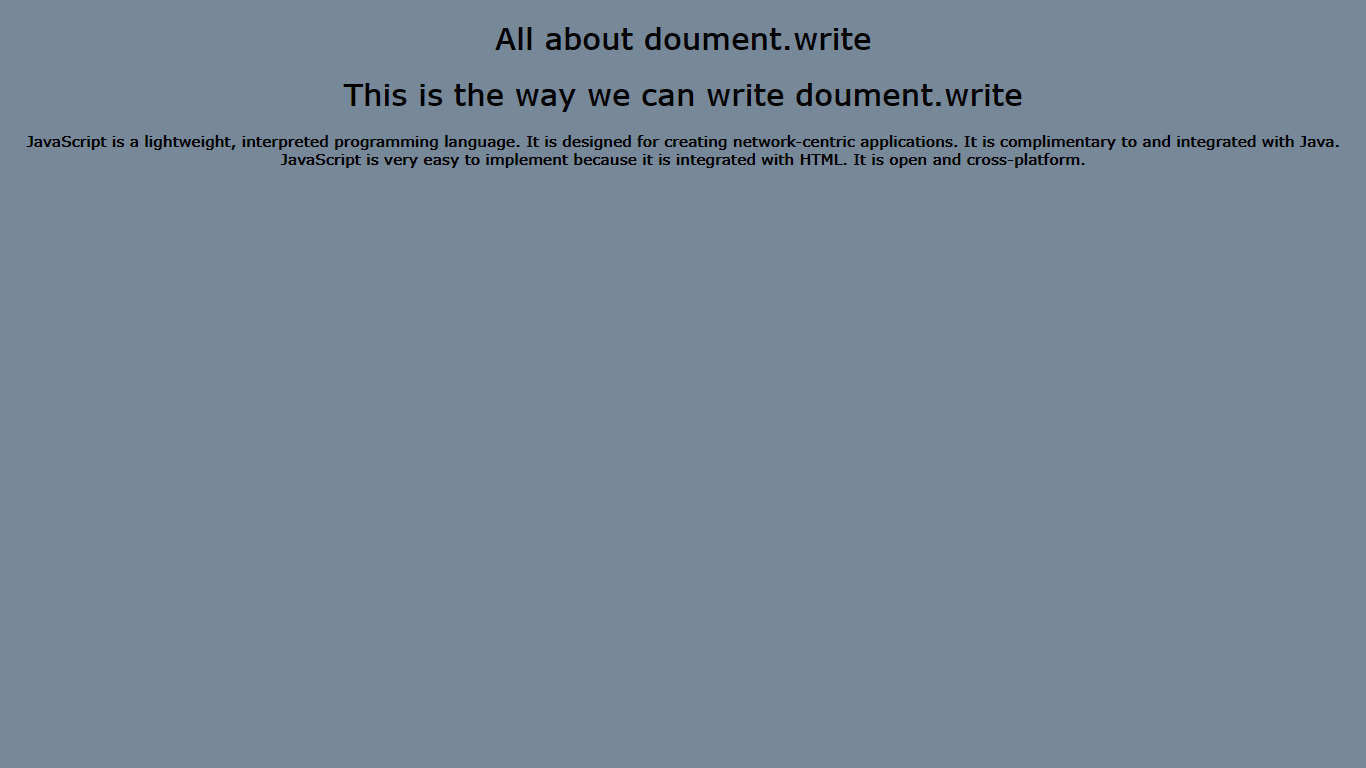 All about doument.write
This is the way we can write doument.write
JavaScript is a lightweight, interpreted programming language. It is designed for creating network-centric applications. It is complimentary to and integrated with Java.
JavaScript is very easy to implement because it is integrated with HTML. It is open and cross-platform.